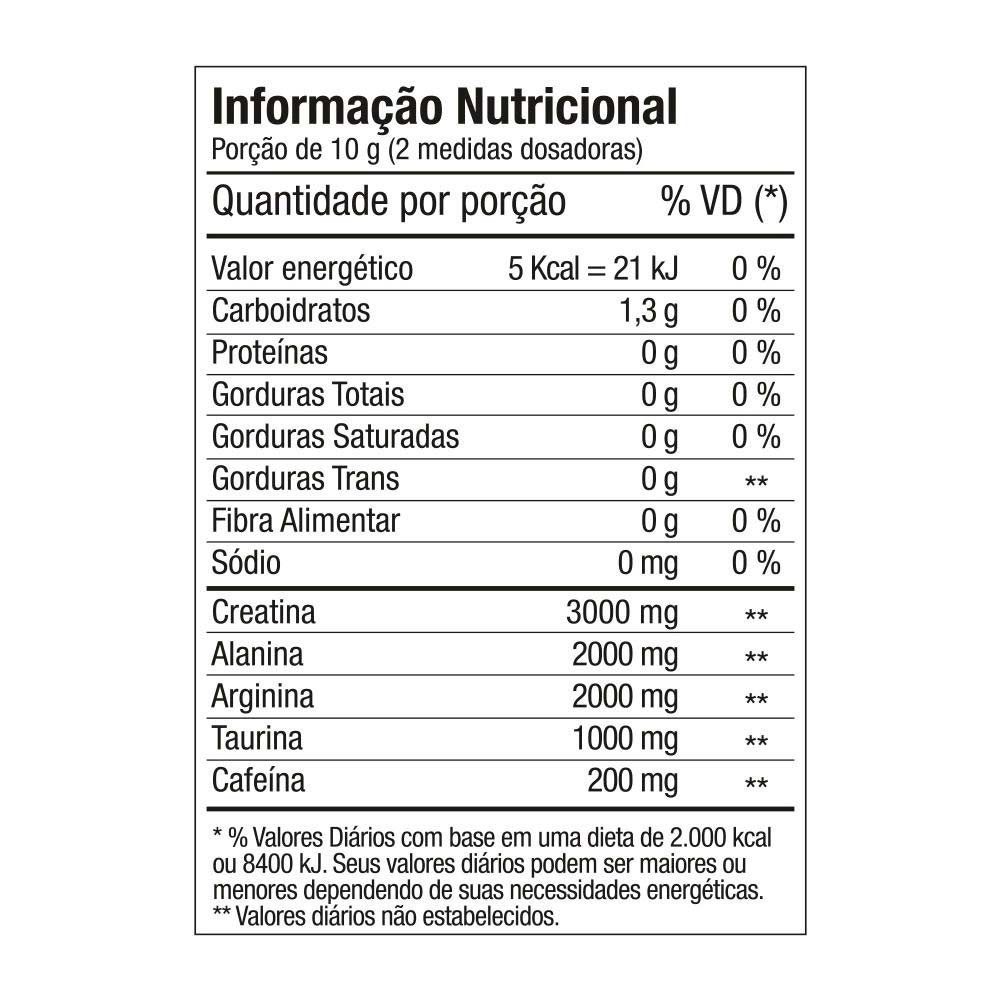 Informação Nutricional
Porção de 10 g (2 medidas dosadoras)
Quantidade por porção % VD (*)
Valor energético 5 Kcal = 21 kJ 0 %
Carboidratos 1,3 g 0 %
Proteínas 0 g 0 %
Gorduras Totais 0 g 0 %
Gorduras Saturadas 0 g 0 %
Gorduras Trans 0 g **
Fibra Alimentar 0 g 0 %
Sódio 0 mg 0 %
Creatina 3000 mg **
Alanina 2000 mg **
Arginina 2000 mg **
Taurina 1000 mg **
Cafeína 200 mg **
* % Valores Diários com base em uma dieta de 2.000 kcal
ou 8400 kJ. Seus valores diários podem ser maiores ou
menores dependendo de suas necessidades energéticas.
** Valores diários não estabelecidos.